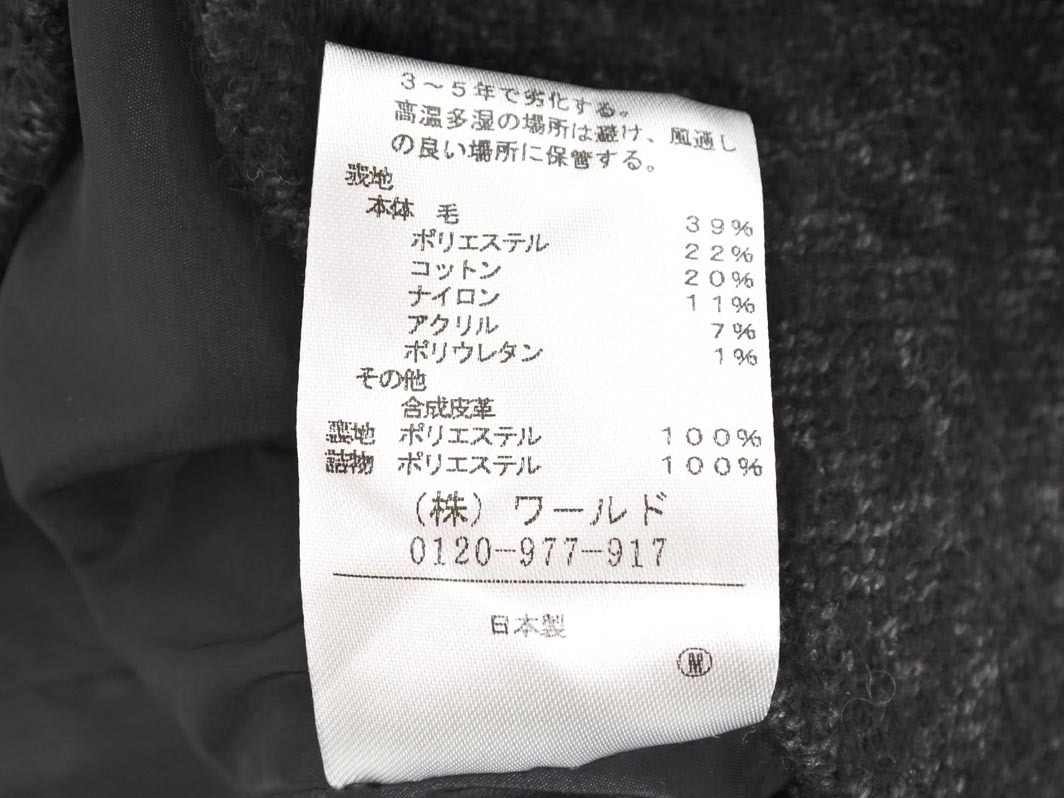 3～5年で劣化する。
高温多湿の場所は避け、風通し
の良い場所に保管する。
表地
本体 毛 39%
ポリエステル 22%
コットン 20%
ナイロン 11%
アクリル 7%
ポリウレタン 1%
その他
合成皮革
裏地 ポリエステル 100%
詰物 ポリエステル 100%
(株) ワールド
0120-977-917
日本製
Ⓜ